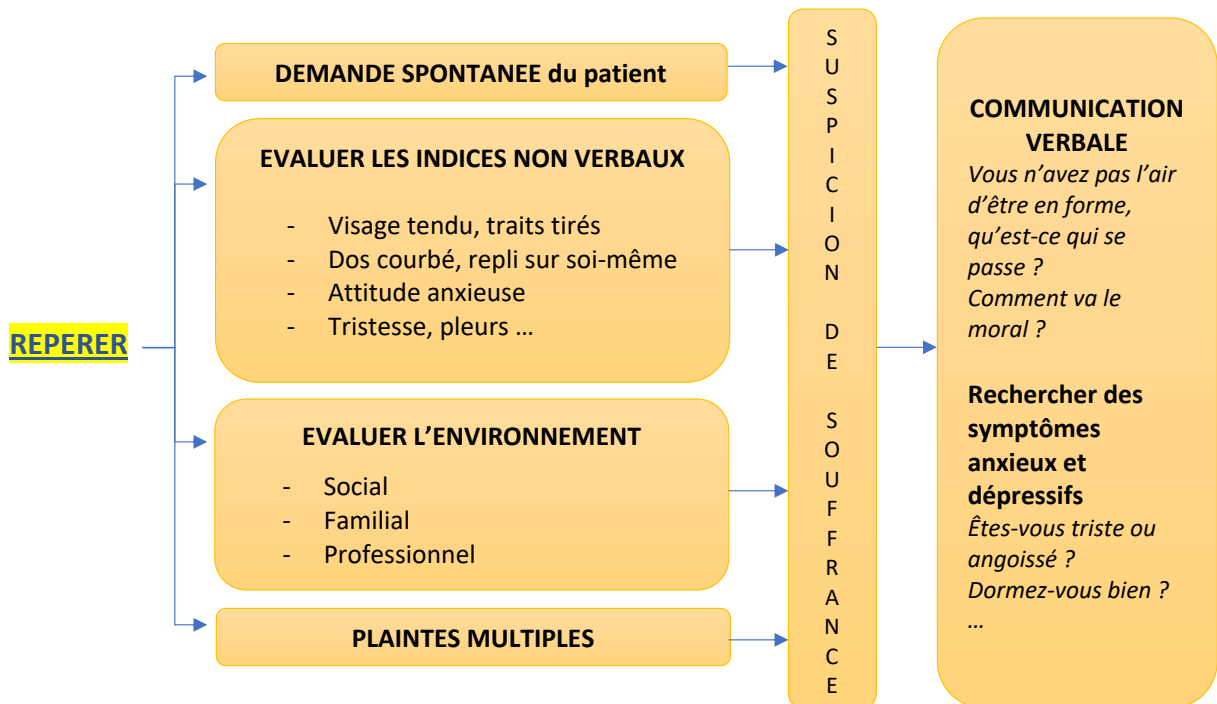 REPERER
DEMANDE SPONTANEE du patient
EVALUER LES INDICES NON VERBAUX
- Visage tendu, traits tirés
- Dos courbé, repli sur soi-même
- Attitude anxieuse
- Tristesse, pleurs …
EVALUER L’ENVIRONNEMENT
- Social
- Familial
- Professionnel
PLAINTES MULTIPLES
S
U
S
P
I
C
I
O
N
D
E
S
O
U
F
F
R
A
N
C
E
COMMUNICATION
VERBALE
Vous n’avez pas l’air
d’être en forme,
qu’est-ce qui se
passe ?
Comment va le
moral ?
Rechercher des
symptômes
anxieux et
dépressifs
Êtes-vous triste ou
angoissé ?
Dormez-vous bien ?
…